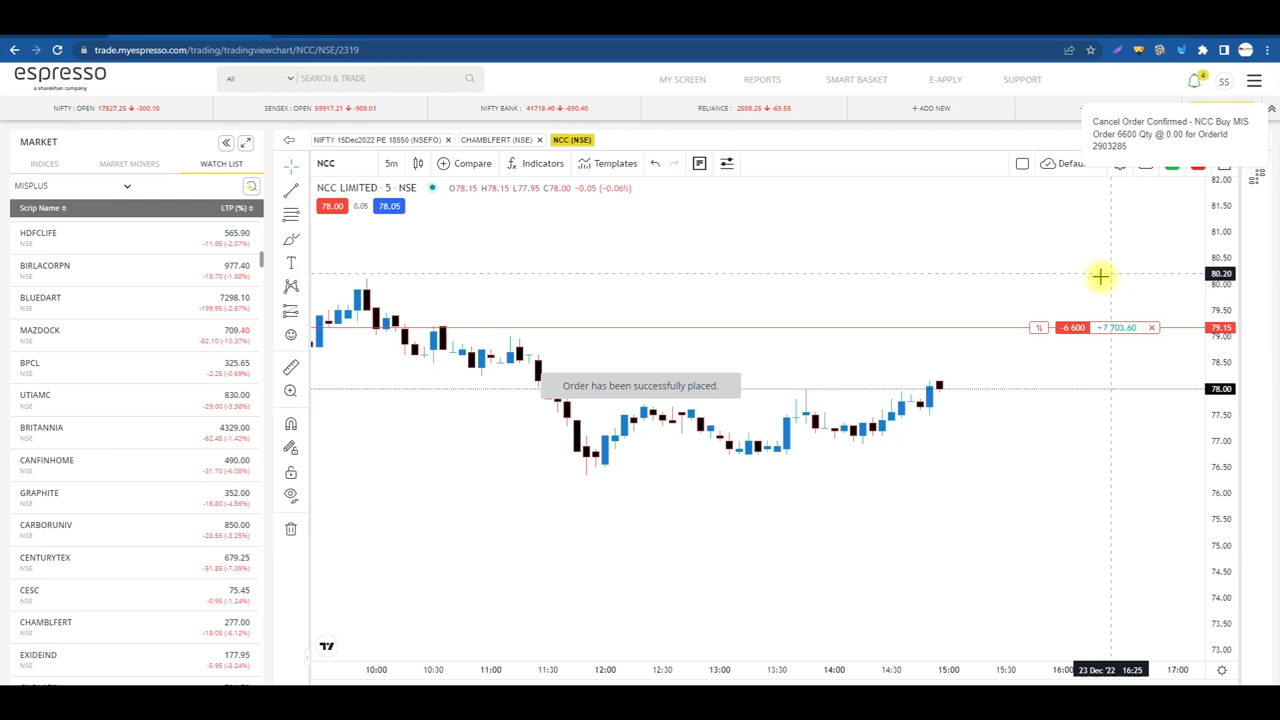 trade.myespresso.com/trading/tradingviewchart/NCC/NSE/2319
espresso
a sharekhan company
All
SEARCH & TRADE
MY SCREEN
REPORTS
SMART BASKET
E-APPLY
SUPPORT
4
SS
NIFTY : OPEN 17827.25 -300.10
SENSEX : OPEN 59917.21 -909.01
NIFTY BANK : 41718.40 -690.40
RELIANCE : 2508.25 -69.55
+ ADD NEW
Cancel Order Confirmed - NCC Buy MIS
Order 6600 Qty @ 0.00 for OrderId
2903285
MARKET
INDICES
MARKET MOVERS
WATCH LIST
MISPLUS
Scrip Name
LTP (%)
HDFCLIFE 565.90
NSE -11.95 (-2.07%)
BIRLACORPN 977.40
NSE -18.70 (-1.88%)
BLUEDART 7298.10
NSE -199.95 (-2.67%)
MAZDOCK 709.40
NSE -82.10 (-10.37%)
BPCL 325.65
NSE -2.25 (-0.69%)
UTIAMC 830.00
NSE -29.00 (-3.38%)
BRITANNIA 4329.00
NSE -62.45 (-1.42%)
CANFINHOME 490.00
NSE -31.70 (-6.08%)
GRAPHITE 352.00
NSE -16.80 (-4.56%)
CARBORUNIV 850.00
NSE -28.55 (-3.25%)
CENTURYTEX 679.25
NSE -51.85 (-7.09%)
CESC 75.45
NSE -0.95 (-1.24%)
CHAMBLFERT 277.00
NSE -18.05 (-6.12%)
EXIDEIND 177.95
NSE -5.95 (-3.24%)
NIFTY 15Dec2022 PE 18550 (NSEFO) ×
CHAMBLFERT (NSE) ×
NCC (NSE)
NCC
5m
Compare
Indicators
Templates
Defau
NCC LIMITED · 5 · NSE
O78.15 H78.15 L77.95 C78.00 -0.05 (-0.06%)
78.00 0.05 78.05
Order has been successfully placed.
-6 600 +7 703.60 ×
82.00
81.50
81.00
80.50
80.20
80.00
79.50
79.15
79.00
78.50
78.00
77.50
77.00
76.50
76.00
75.50
75.00
74.50
74.00
73.50
73.00
10:00 10:30 11:00 11:30 12:00 12:30 13:00 13:30 14:00 14:30 15:00 15:30 16:00 23 Dec '22 16:25 17:00